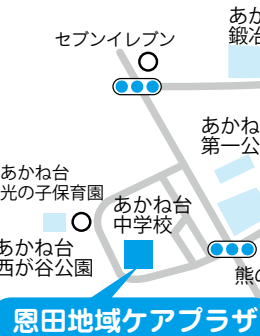 あか
鍛冶
セブンイレブン
あかね
第一公
あかね台
光の子保育園
あかね台
中学校
あかね台
西が谷公園
熊の
恩田地域ケアプラザ